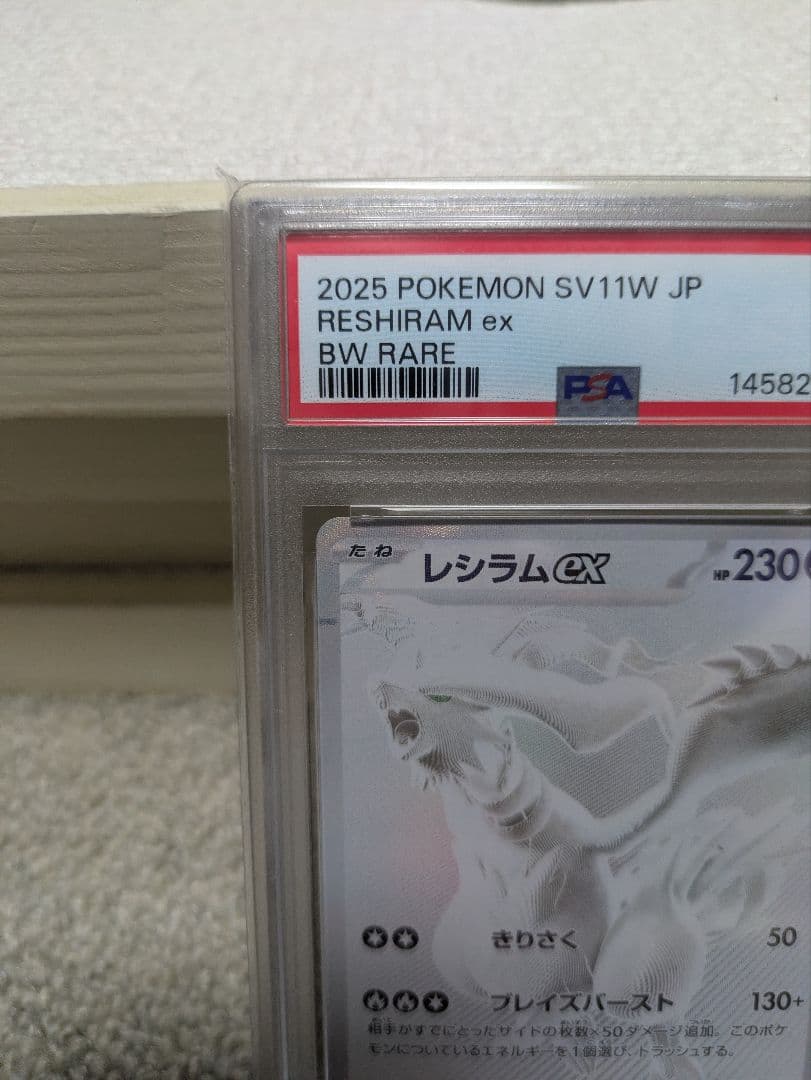 2025 POKEMON SV11W JP
RESHIRAM ex
BW RARE
PSA
14582
たね
レシラムex
HP 230
きりさく 50
ブレイズバースト 130+
相手がすでにとったサイドの枚数×50ダメージ追加。このポケ
モンについているエネルギーを1個選び、トラッシュする。